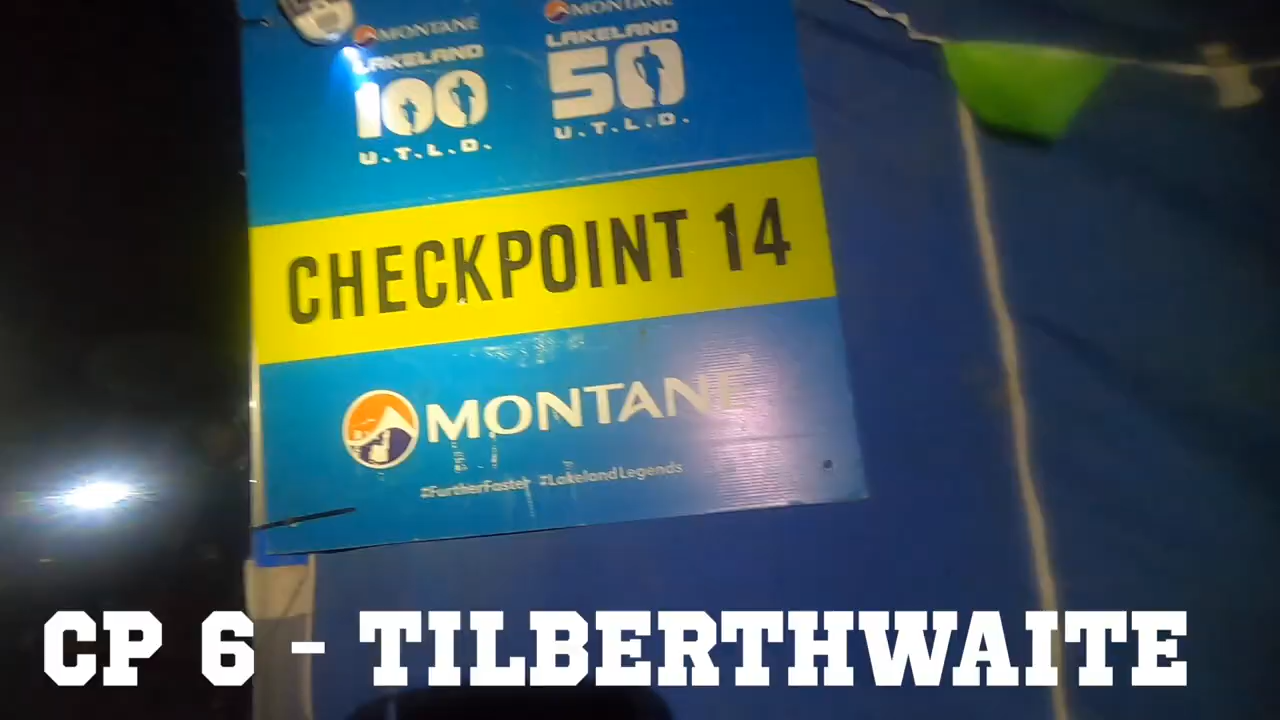 MONTANE
LAKELAND
100
U.T.L.D.
MONTANE
LAKELAND
50
U.T.L.D.
CHECKPOINT 14
MONTANE
#FurtherFaster #LakelandLegends
CP 6 - TILBERTHWAITE